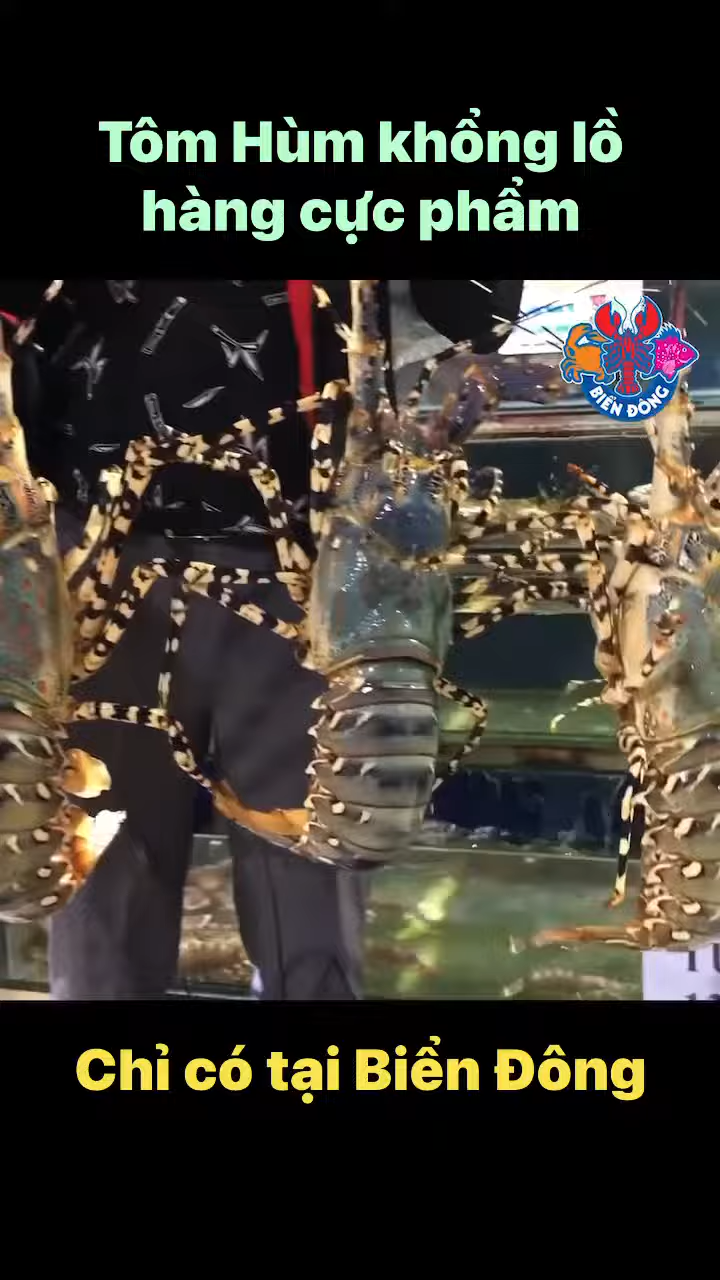 Tôm Hùm khổng lồ
hàng cực phẩm
BIỂN ĐÔNG
Chỉ có tại Biển Đông